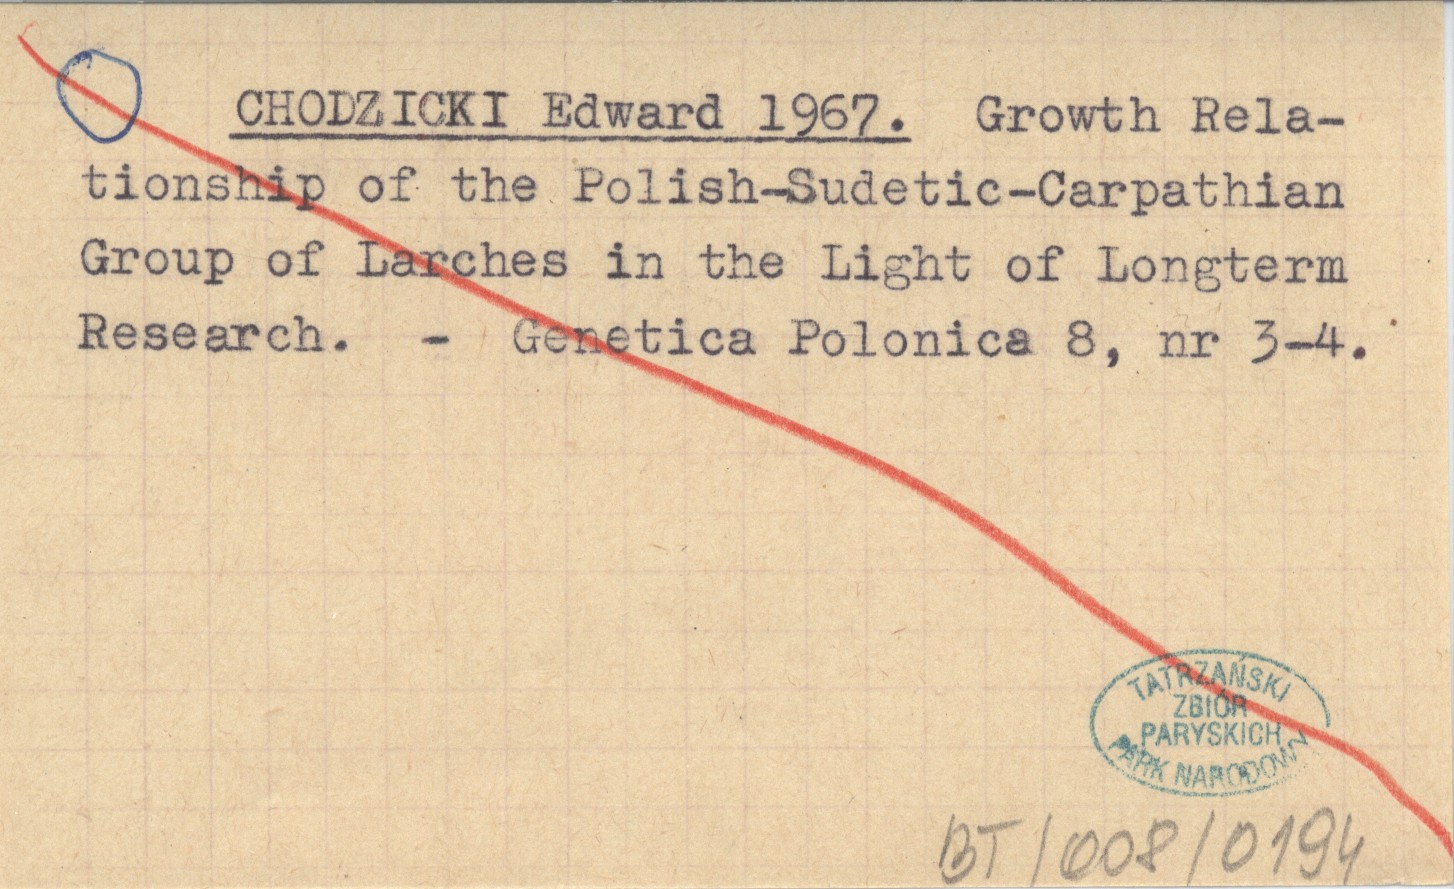 CHODZICKI Edward 1967. Growth Rela-
tionship of the Polish-Sudetic-Carpathian
Group of Larches in the Light of Longterm
Research. - Genetica Polonica 8, nr 3-4.
TATRZAŃSKI
ZBIÓR
PARYSKICH
PARK NARODOWY
BT/008/0194